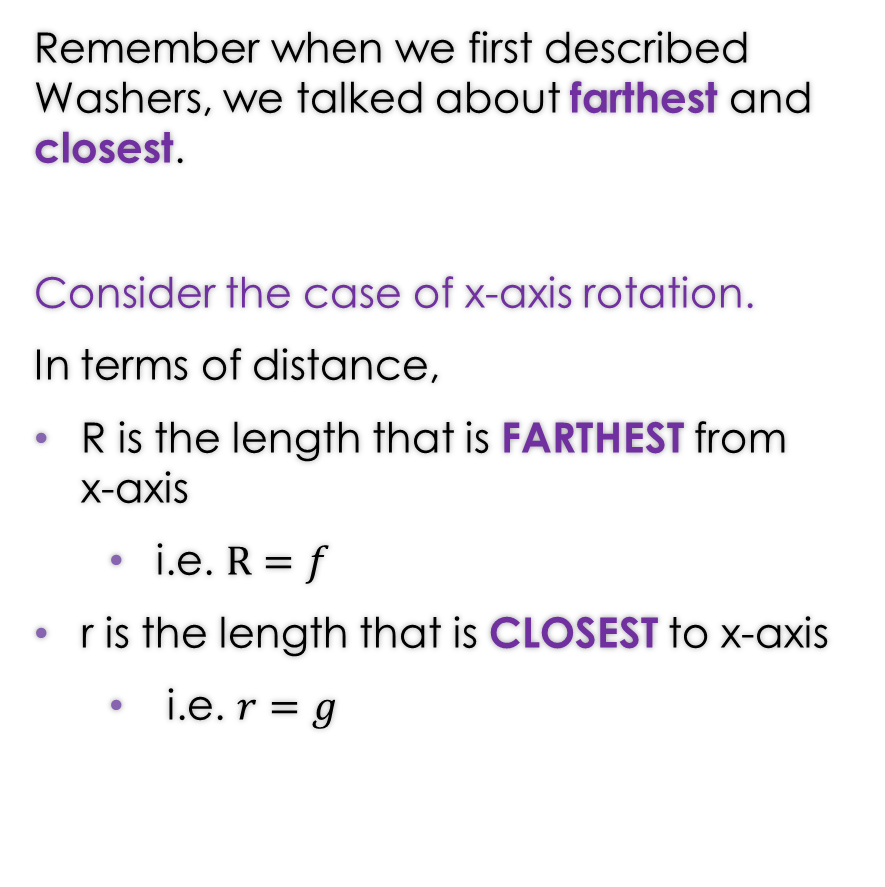 Remember when we first described
Washers, we talked about farthest and
closest.
Consider the case of x-axis rotation.
In terms of distance,
• R is the length that is FARTHEST from
x-axis
• i.e. R = f
• r is the length that is CLOSEST to x-axis
• i.e. r = g